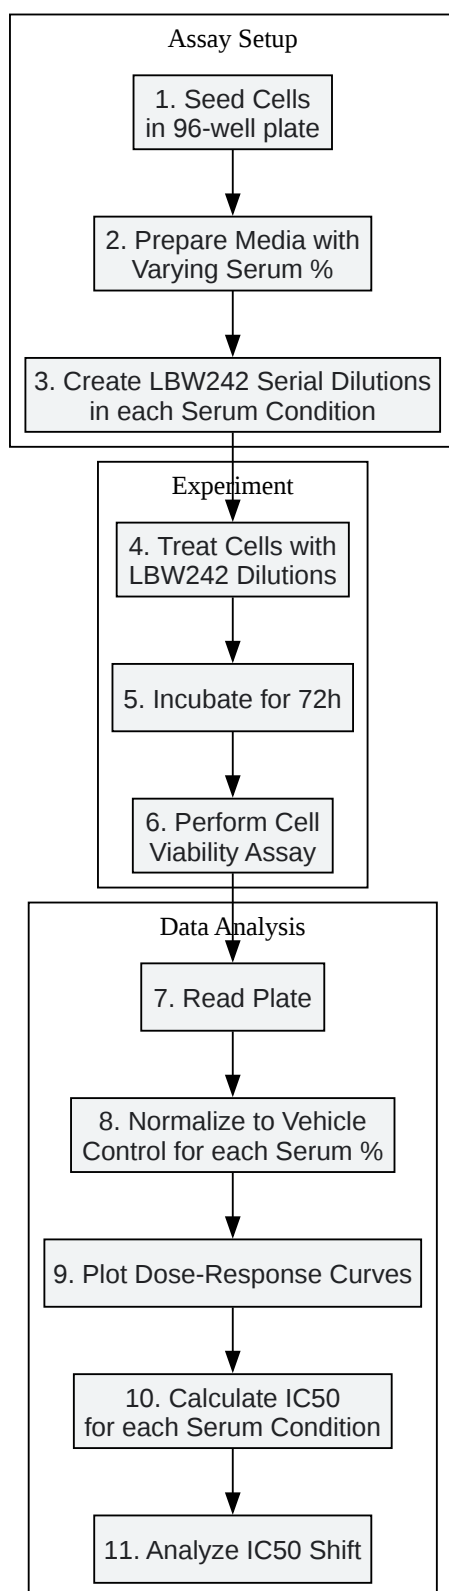 Assay Setup
1. Seed Cells
in 96-well plate
2. Prepare Media with
Varying Serum %
3. Create LBW242 Serial Dilutions
in each Serum Condition
Experiment
4. Treat Cells with
LBW242 Dilutions
5. Incubate for 72h
6. Perform Cell
Viability Assay
Data Analysis
7. Read Plate
8. Normalize to Vehicle
Control for each Serum %
9. Plot Dose-Response Curves
10. Calculate IC50
for each Serum Condition
11. Analyze IC50 Shift